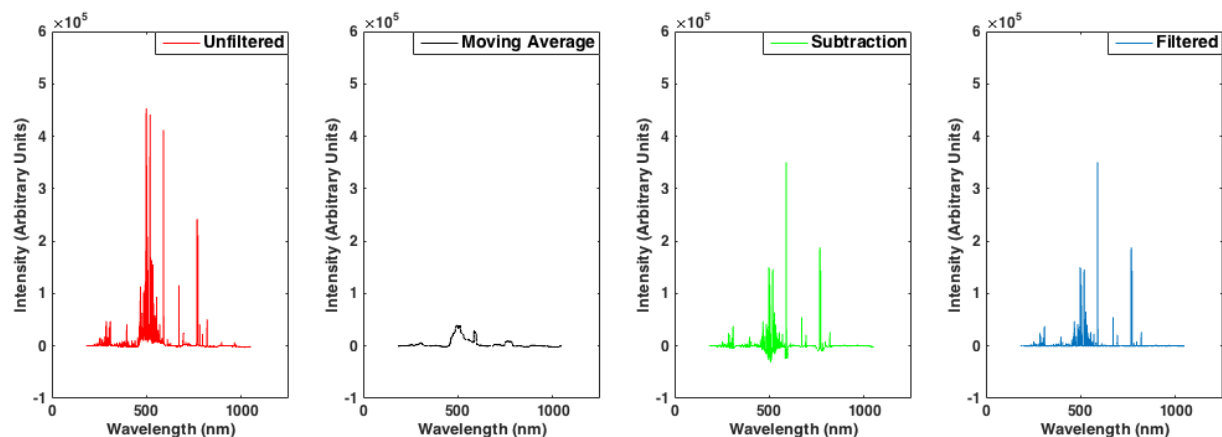 ×10⁵
Unfiltered
6
5
4
3
2
1
0
-1
Intensity (Arbitrary Units)
0 500 1000
Wavelength (nm)
×10⁵
Moving Average
6
5
4
3
2
1
0
-1
Intensity (Arbitrary Units)
0 500 1000
Wavelength (nm)
×10⁵
Subtraction
6
5
4
3
2
1
0
-1
Intensity (Arbitrary Units)
0 500 1000
Wavelength (nm)
×10⁵
Filtered
6
5
4
3
2
1
0
-1
Intensity (Arbitrary Units)
0 500 1000
Wavelength (nm)